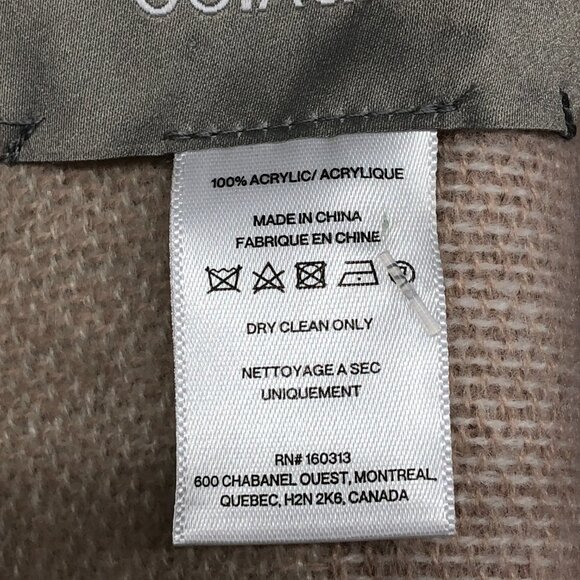 100% ACRYLIC/ ACRYLIQUE
MADE IN CHINA
FABRIQUE EN CHINE
DRY CLEAN ONLY
NETTOYAGE A SEC
UNIQUEMENT
RN# 160313
600 CHABANEL OUEST, MONTREAL,
QUEBEC, H2N 2K6, CANADA